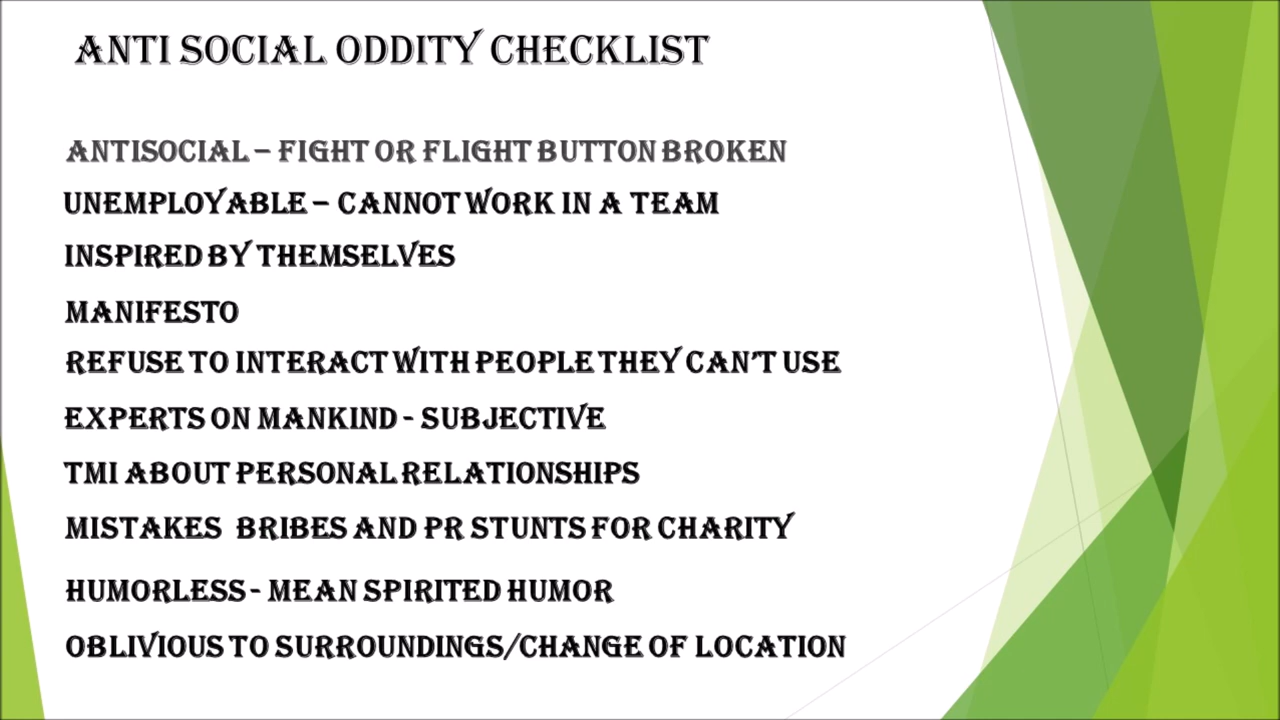 ANTI SOCIAL ODDITY CHECKLIST
ANTISOCIAL – FIGHT OR FLIGHT BUTTON BROKEN
UNEMPLOYABLE – CANNOT WORK IN A TEAM
INSPIRED BY THEMSELVES
MANIFESTO
REFUSE TO INTERACT WITH PEOPLE THEY CAN'T USE
EXPERTS ON MANKIND - SUBJECTIVE
TMI ABOUT PERSONAL RELATIONSHIPS
MISTAKES BRIBES AND PR STUNTS FOR CHARITY
HUMORLESS - MEAN SPIRITED HUMOR
OBLIVIOUS TO SURROUNDINGS/CHANGE OF LOCATION